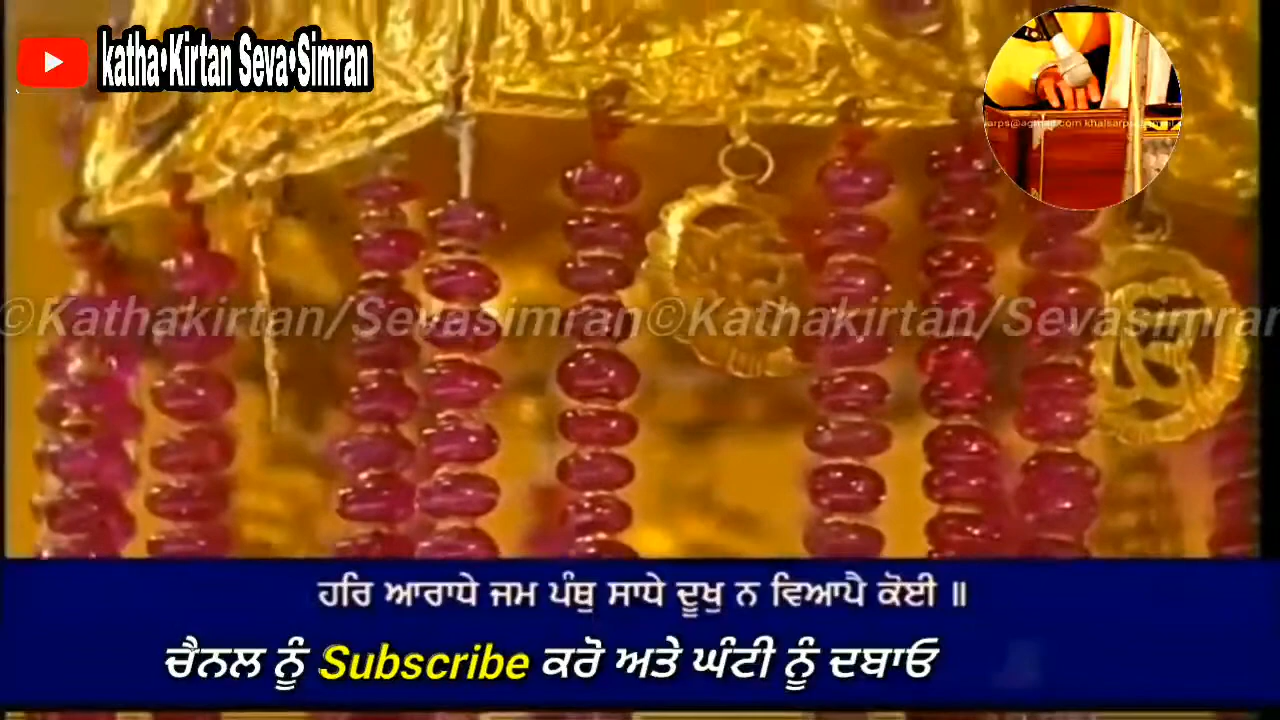 katha•Kirtan Seva•Simran
©Kathakirtan/Sevasimran©Kathakirtan/Sevasimran
ਹਰਿ ਆਰਾਧੇ ਜਮ ਪੰਥੁ ਸਾਧੇ ਦੂਖੁ ਨ ਵਿਆਪੈ ਕੋਈ ॥
ਚੈਨਲ ਨੂੰ Subscribe ਕਰੋ ਅਤੇ ਘੰਟੀ ਨੂੰ ਦਬਾਓ